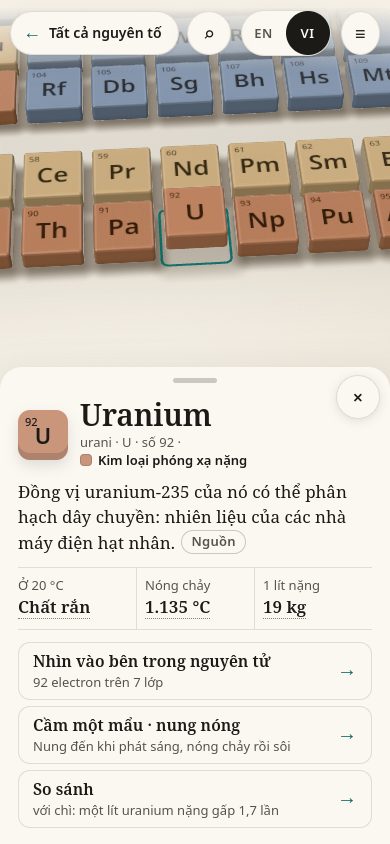 ← Tất cả nguyên tố
EN
VI
104 Rf
105 Db
106 Sg
107 Bh
108 Hs
109 Mt
58 Ce
59 Pr
60 Nd
61 Pm
62 Sm
63
90 Th
91 Pa
92 U
93 Np
94 Pu
95
92 U
Uranium
urani · U · số 92 ·
Kim loại phóng xạ nặng
Đồng vị uranium-235 của nó có thể phân
hạch dây chuyền: nhiên liệu của các nhà
máy điện hạt nhân. Nguồn
Ở 20 °C
Chất rắn
Nóng chảy
1.135 °C
1 lít nặng
19 kg
Nhìn vào bên trong nguyên tử
92 electron trên 7 lớp
→
Cầm một mẩu · nung nóng
Nung đến khi phát sáng, nóng chảy rồi sôi
→
So sánh
với chì: một lít uranium nặng gấp 1,7 lần
→